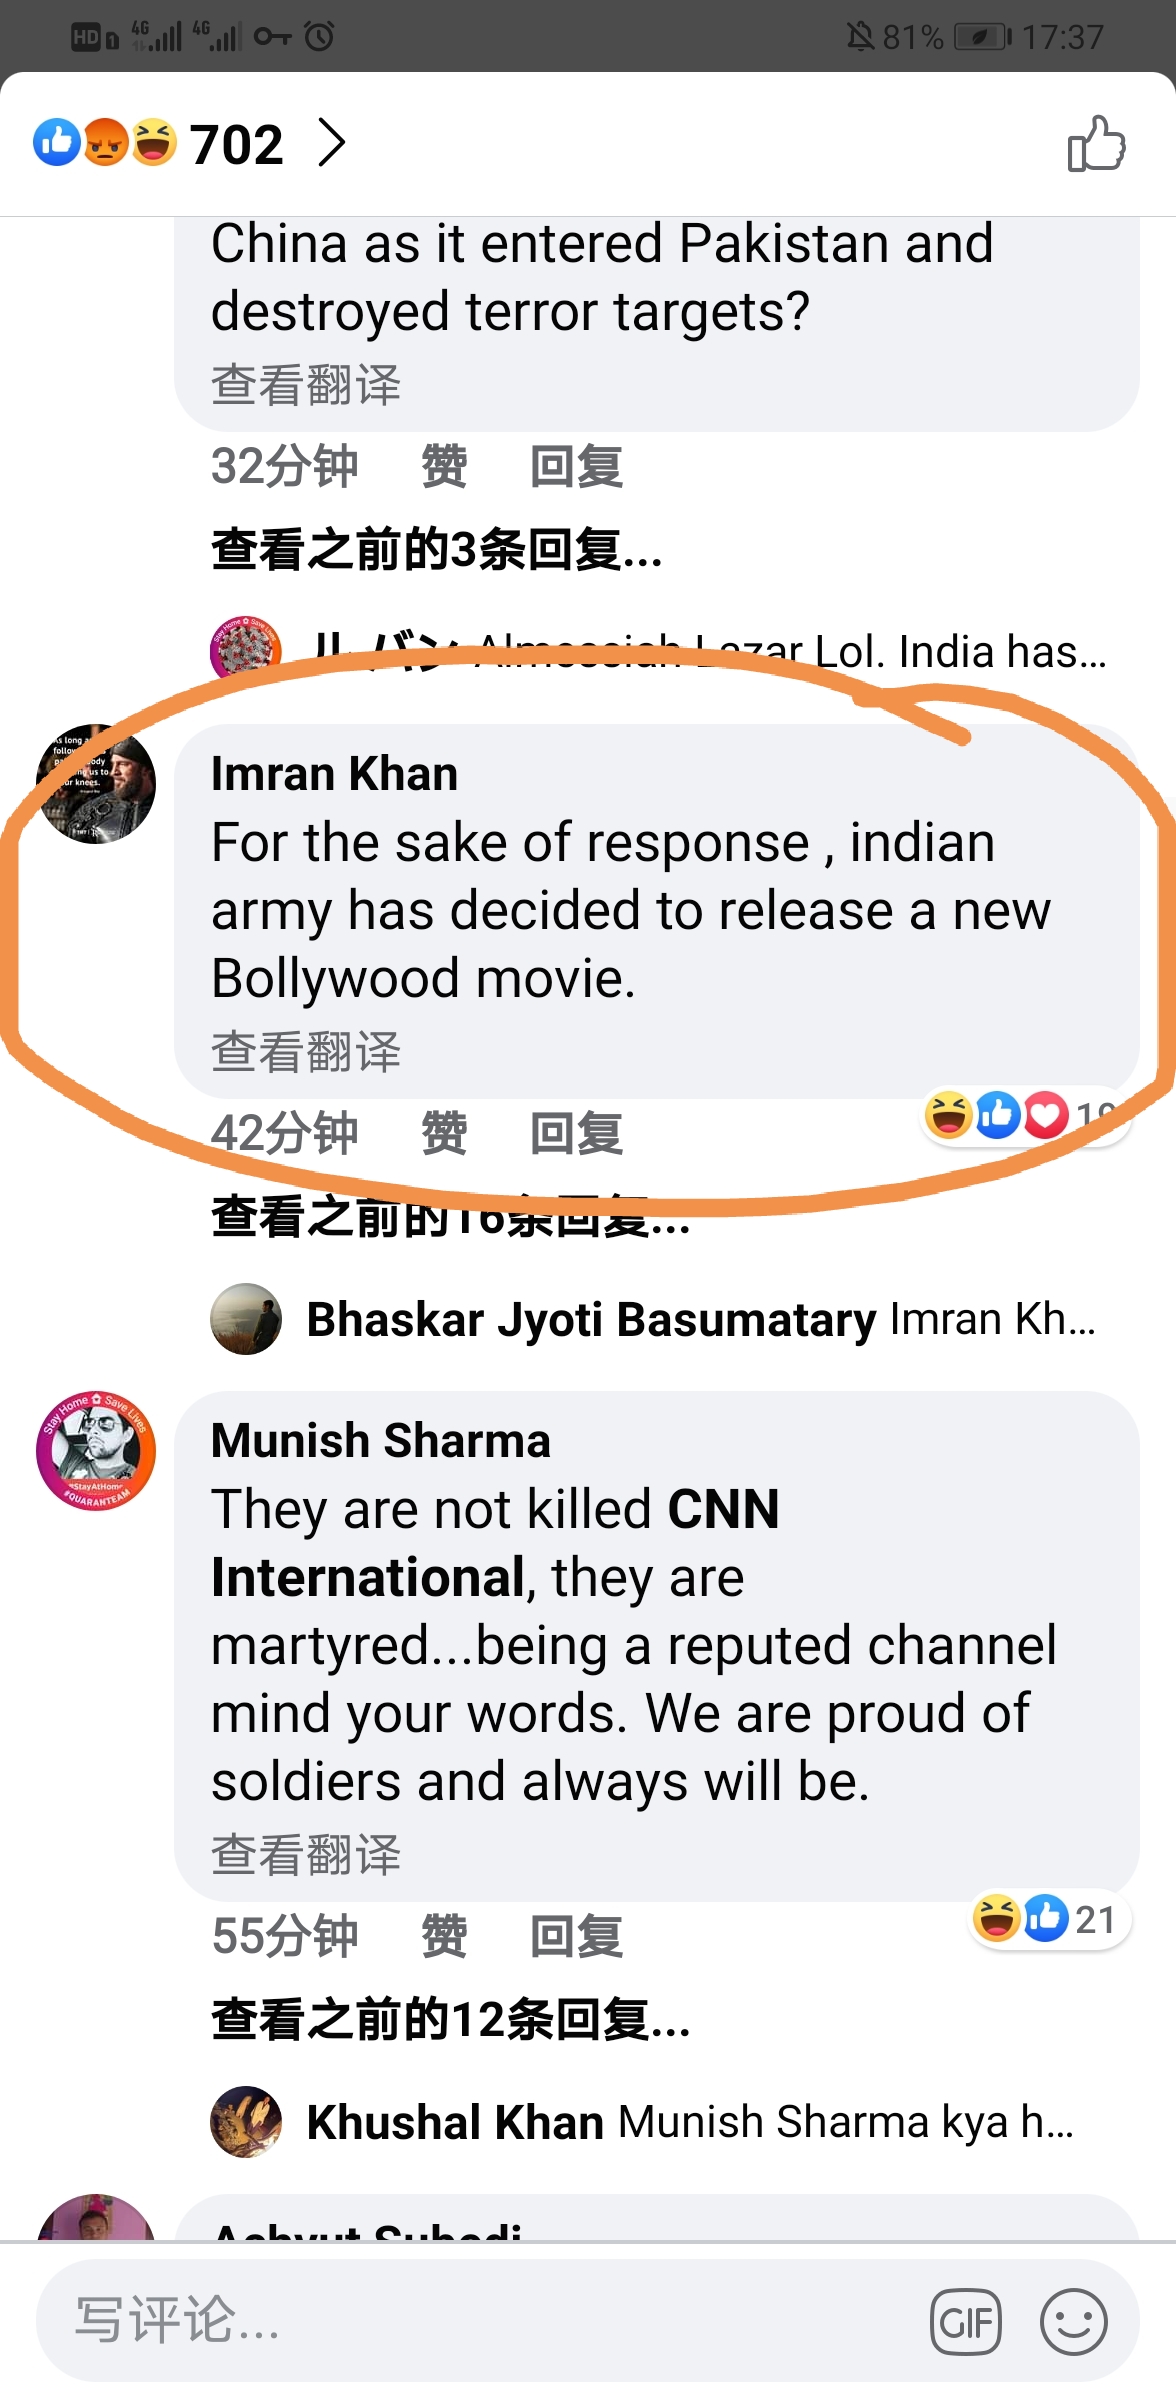 HD 1 4G 4G 81% 17:37
702
China as it entered Pakistan and
destroyed terror targets?
查看翻译
32分钟 赞 回复
查看之前的3条回复...
ルバン Almessiah Lazar Lol. India has...
Imran Khan
For the sake of response , indian
army has decided to release a new
Bollywood movie.
查看翻译
42分钟 赞 回复
查看之前的16条回复...
Bhaskar Jyoti Basumatary Imran Kh...
Stay Home Save Lives
#StayAtHome
#QUARANTEAM
Munish Sharma
They are not killed CNN
International, they are
martyred...being a reputed channel
mind your words. We are proud of
soldiers and always will be.
查看翻译
55分钟 赞 回复 21
查看之前的12条回复...
Khushal Khan Munish Sharma kya h...
Achyut Subedi
写评论... GIF